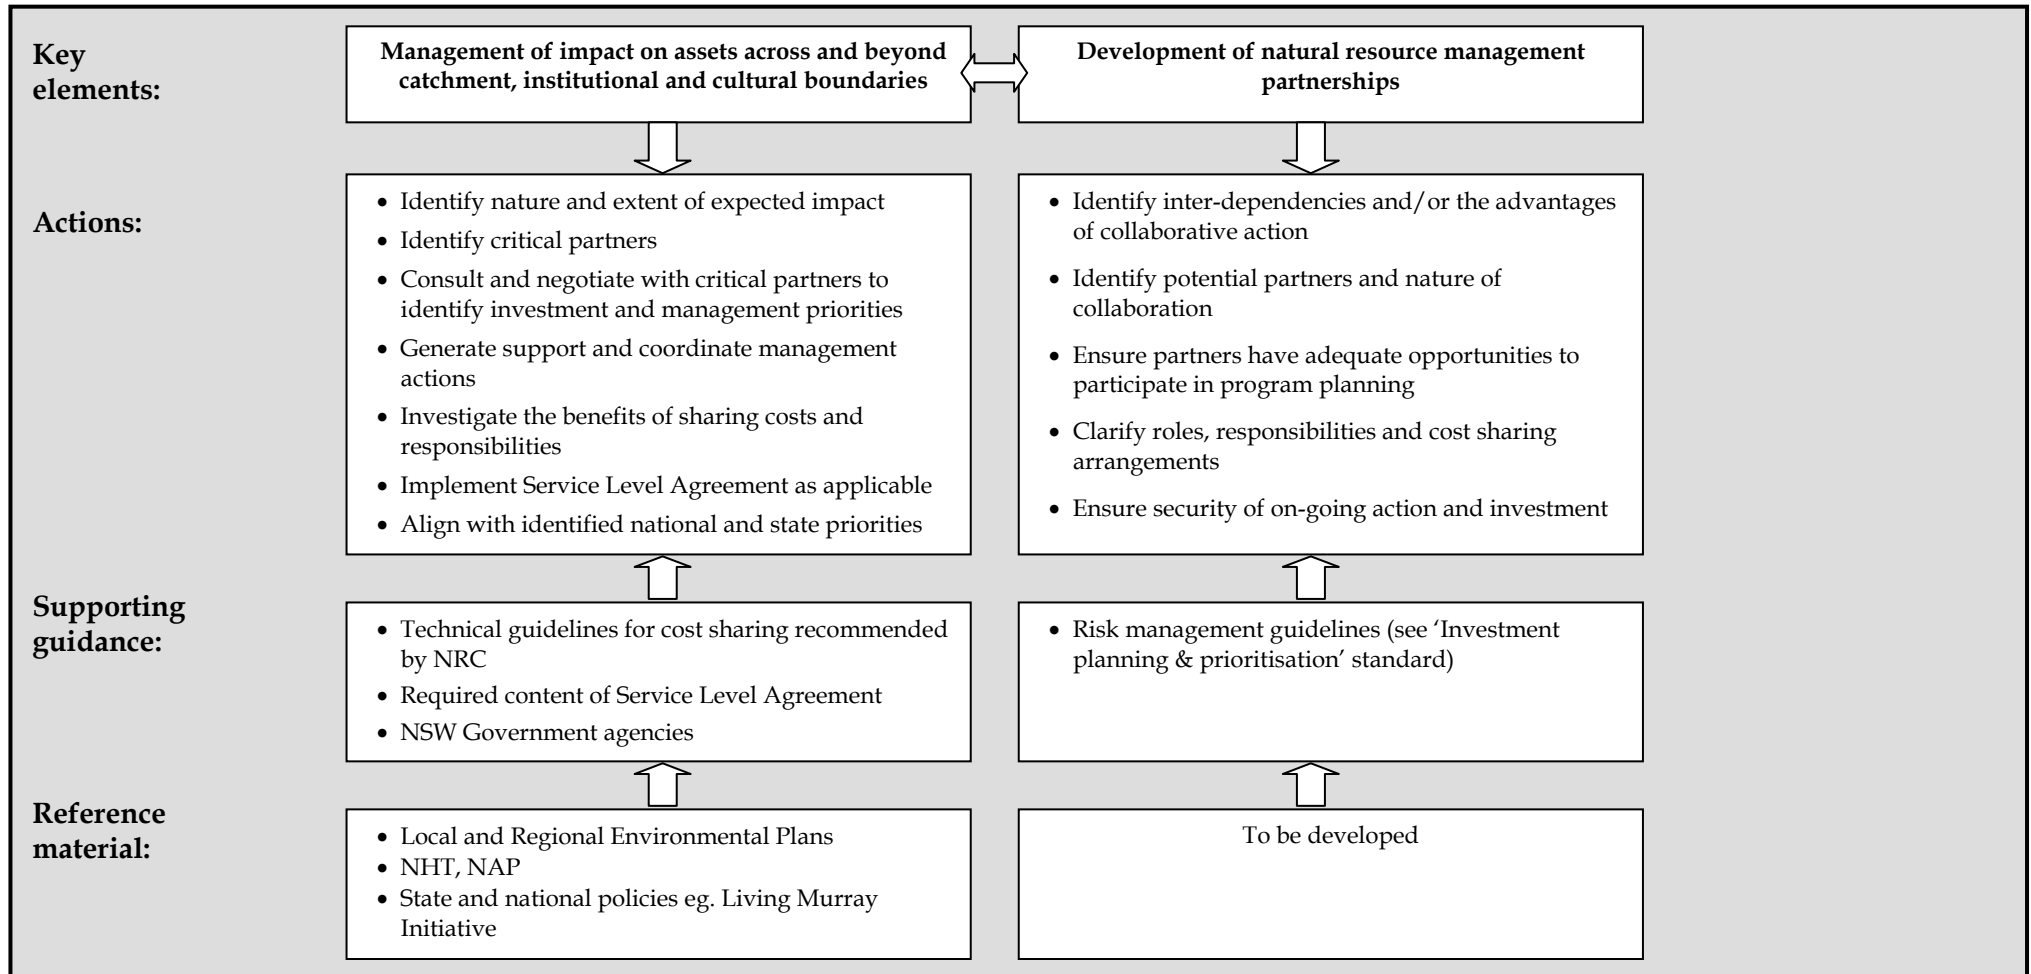 Key
elements:
Management of impact on assets across and beyond
catchment, institutional and cultural boundaries
Development of natural resource management
partnerships
Actions:
• Identify nature and extent of expected impact
• Identify critical partners
• Consult and negotiate with critical partners to
identify investment and management priorities
• Generate support and coordinate management
actions
• Investigate the benefits of sharing costs and
responsibilities
• Implement Service Level Agreement as applicable
• Align with identified national and state priorities
• Identify inter-dependencies and/or the advantages
of collaborative action
• Identify potential partners and nature of
collaboration
• Ensure partners have adequate opportunities to
participate in program planning
• Clarify roles, responsibilities and cost sharing
arrangements
• Ensure security of on-going action and investment
Supporting
guidance:
• Technical guidelines for cost sharing recommended
by NRC
• Required content of Service Level Agreement
• NSW Government agencies
• Risk management guidelines (see ‘Investment
planning & prioritisation’ standard)
Reference
material:
• Local and Regional Environmental Plans
• NHT, NAP
• State and national policies eg. Living Murray
Initiative
To be developed